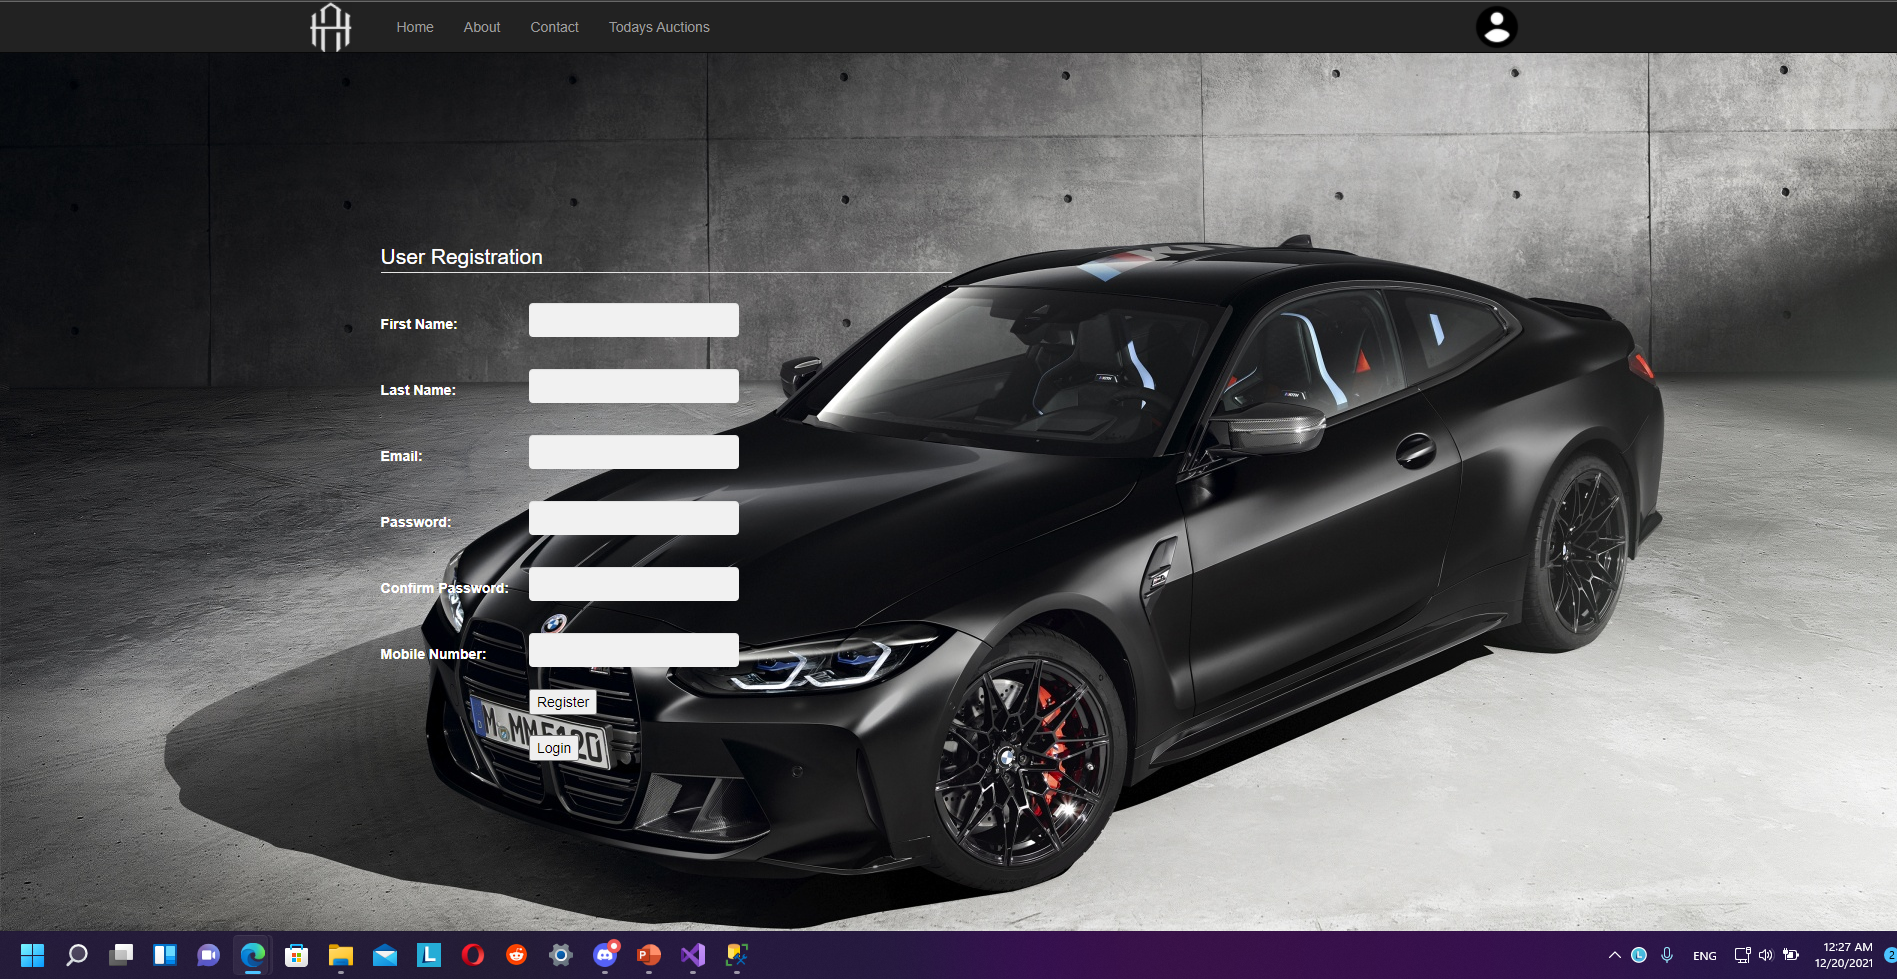 Home About Contact Todays Auctions
User Registration
First Name:
Last Name:
Email:
Password:
Confirm Password:
Mobile Number:
Register
Login
ENG
12:27 AM
12/20/2021
2